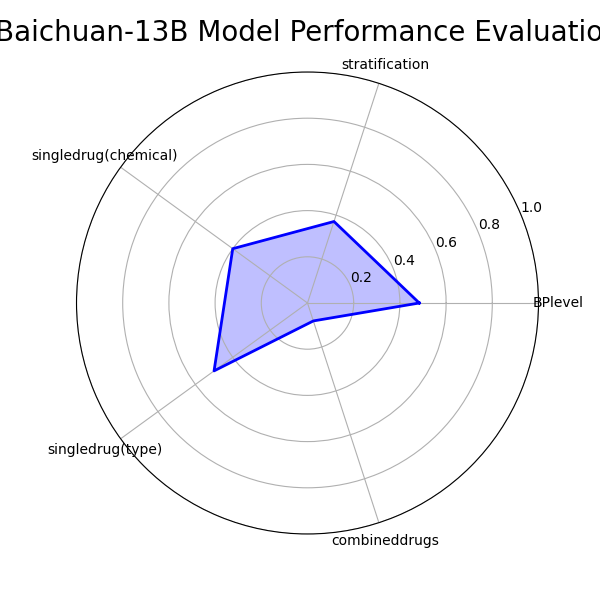 Baichuan-13B Model Performance Evaluatio
stratification
singledrug(chemical)
1.0
0.8
0.6
0.4
0.2
BPlevel
singledrug(type)
combineddrugs